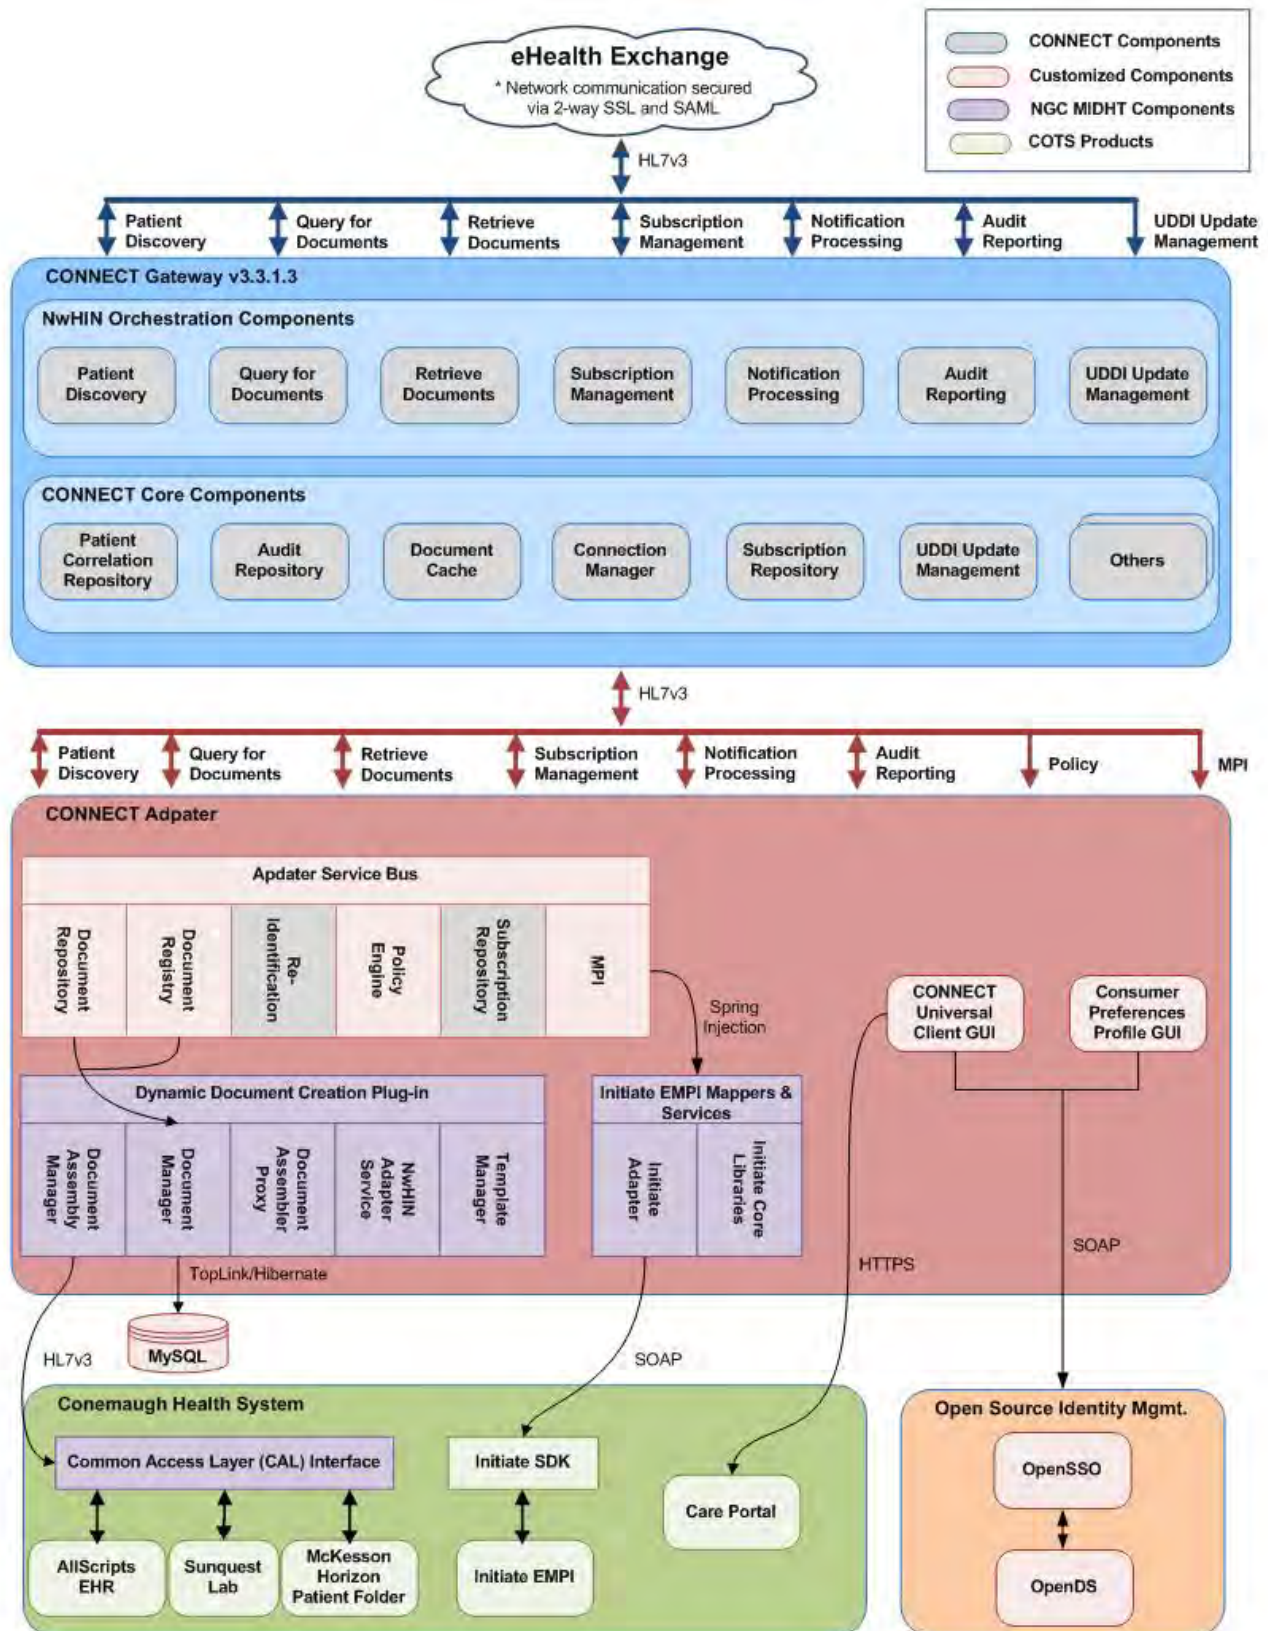 eHealth Exchange
* Network communication secured
via 2-way SSL and SAML
CONNECT Components
Customized Components
NGC MIDHT Components
COTS Products
HL7v3
Patient
Discovery
Query for
Documents
Retrieve
Documents
Subscription
Management
Notification
Processing
Audit
Reporting
UDDI Update
Management
CONNECT Gateway v3.3.1.3
NwHIN Orchestration Components
Patient
Discovery
Query for
Documents
Retrieve
Documents
Subscription
Management
Notification
Processing
Audit
Reporting
UDDI Update
Management
CONNECT Core Components
Patient
Correlation
Repository
Audit
Repository
Document
Cache
Connection
Manager
Subscription
Repository
UDDI Update
Management
Others
HL7v3
Patient
Discovery
Query for
Documents
Retrieve
Documents
Subscription
Management
Notification
Processing
Audit
Reporting
Policy
MPI
CONNECT Adpater
Apdater Service Bus
Document
Repository
Document
Registry
Re-
Identification
Policy
Engine
Subscription
Repository
MPI
Spring
Injection
CONNECT
Universal
Client GUI
Consumer
Preferences
Profile GUI
Dynamic Document Creation Plug-in
Document
Assembly
Manager
Document
Manager
Document
Assembler
Proxy
NwHIN
Adapter
Service
Template
Manager
Initiate EMPI Mappers &
Services
Initiate
Adapter
Initiate Core
Libraries
SOAP
HTTPS
TopLink/Hibernate
MySQL
HL7v3
SOAP
Conemaugh Health System
Common Access Layer (CAL) Interface
AllScripts
EHR
Sunquest
Lab
McKesson
Horizon
Patient Folder
Initiate SDK
Initiate EMPI
Care Portal
Open Source Identity Mgmt.
OpenSSO
OpenDS